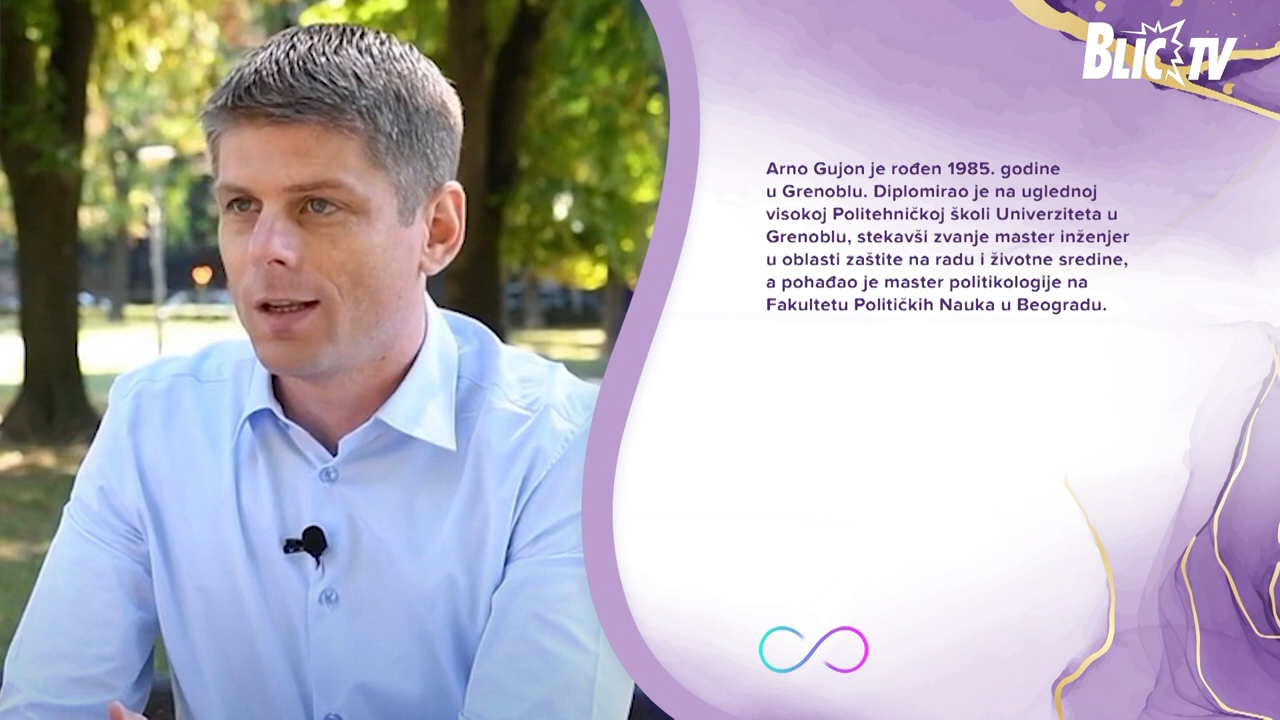 BLIC TV
Arno Gujon je rođen 1985. godine
u Grenoblu. Diplomirao je na uglednoj
visokoj Politehničkoj školi Univerziteta u
Grenoblu, stekavši zvanje master inženjer
u oblasti zaštite na radu i životne sredine,
a pohađao je master politikologije na
Fakultetu Političkih Nauka u Beogradu.